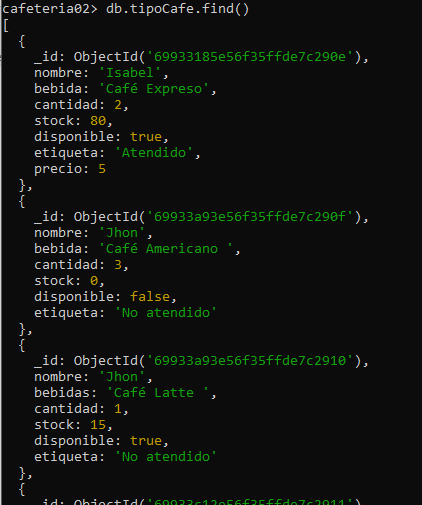 cafeteria02> db.tipoCafe.find()
[
  {
    _id: ObjectId('69933185e56f35ffde7c290e'),
    nombre: 'Isabel',
    bebida: 'Café Expreso',
    cantidad: 2,
    stock: 80,
    disponible: true,
    etiqueta: 'Atendido',
    precio: 5
  },
  {
    _id: ObjectId('69933a93e56f35ffde7c290f'),
    nombre: 'Jhon',
    bebida: 'Café Americano ',
    cantidad: 3,
    stock: 0,
    disponible: false,
    etiqueta: 'No atendido'
  },
  {
    _id: ObjectId('69933a93e56f35ffde7c2910'),
    nombre: 'Jhon',
    bebidas: 'Café Latte ',
    cantidad: 1,
    stock: 15,
    disponible: true,
    etiqueta: 'No atendido'
  },
  {
    _id: ObjectId('69933c12e56f35ffde7c2911'),